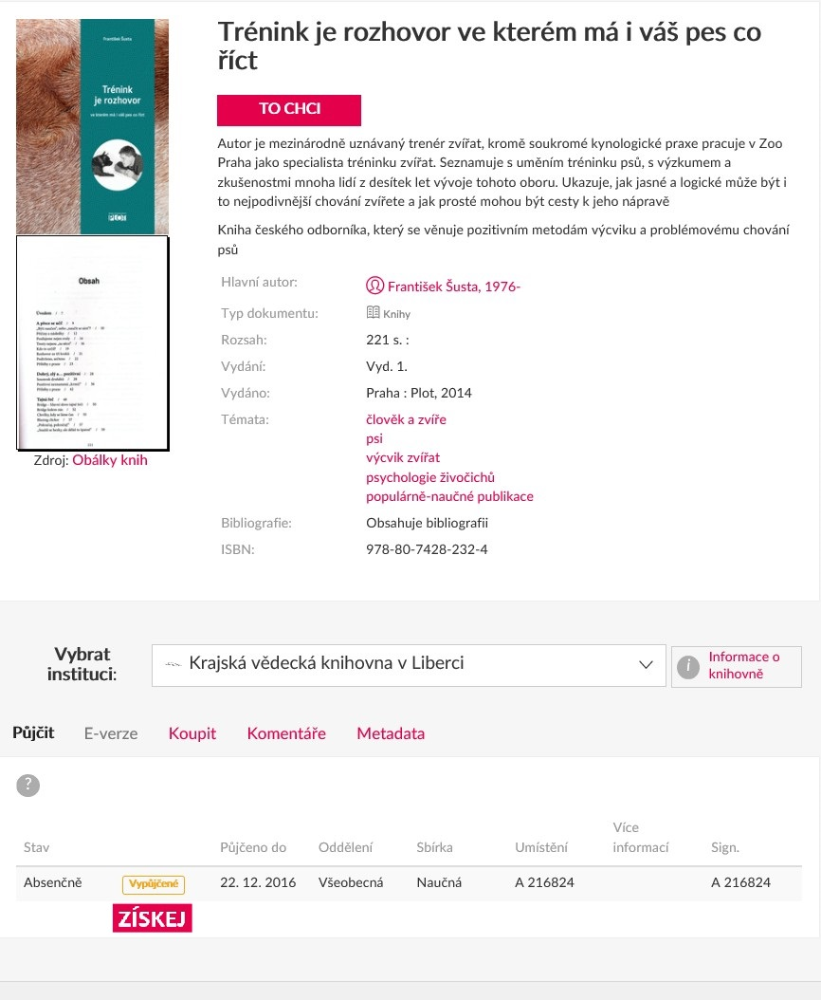 František Šusta
Trénink
je rozhovor
ve kterém má i váš pes co říct
PLOT
Obsah
Zdroj: Obálky knih
Trénink je rozhovor ve kterém má i váš pes co
říct
TO CHCI
Autor je mezinárodně uznávaný trenér zvířat, kromě soukromé kynologické praxe pracuje v Zoo
Praha jako specialista tréninku zvířat. Seznamuje s uměním tréninku psů, s výzkumem a
zkušenostmi mnoha lidí z desítek let vývoje tohoto oboru. Ukazuje, jak jasné a logické může být i
to nejpodivnější chování zvířete a jak prosté mohou být cesty k jeho nápravě
Kniha českého odborníka, který se věnuje pozitivním metodám výcviku a problémovému chování
psů
Hlavní autor: František Šusta, 1976-
Typ dokumentu: Knihy
Rozsah: 221 s. :
Vydání: Vyd. 1.
Vydáno: Praha : Plot, 2014
Témata: člověk a zvíře
psi
výcvik zvířat
psychologie živočichů
populárně-naučné publikace
Bibliografie: Obsahuje bibliografii
ISBN: 978-80-7428-232-4
Vybrat
instituci:
Krajská vědecká knihovna v Liberci
i
Informace o
knihovně
Půjčit E-verze Koupit Komentáře Metadata
?
Stav Půjčeno do Oddělení Sbírka Umístění Více
informací Sign.
Absenčně Vypůjčené 22. 12. 2016 Všeobecná Naučná A 216824 A 216824
ZÍSKEJ